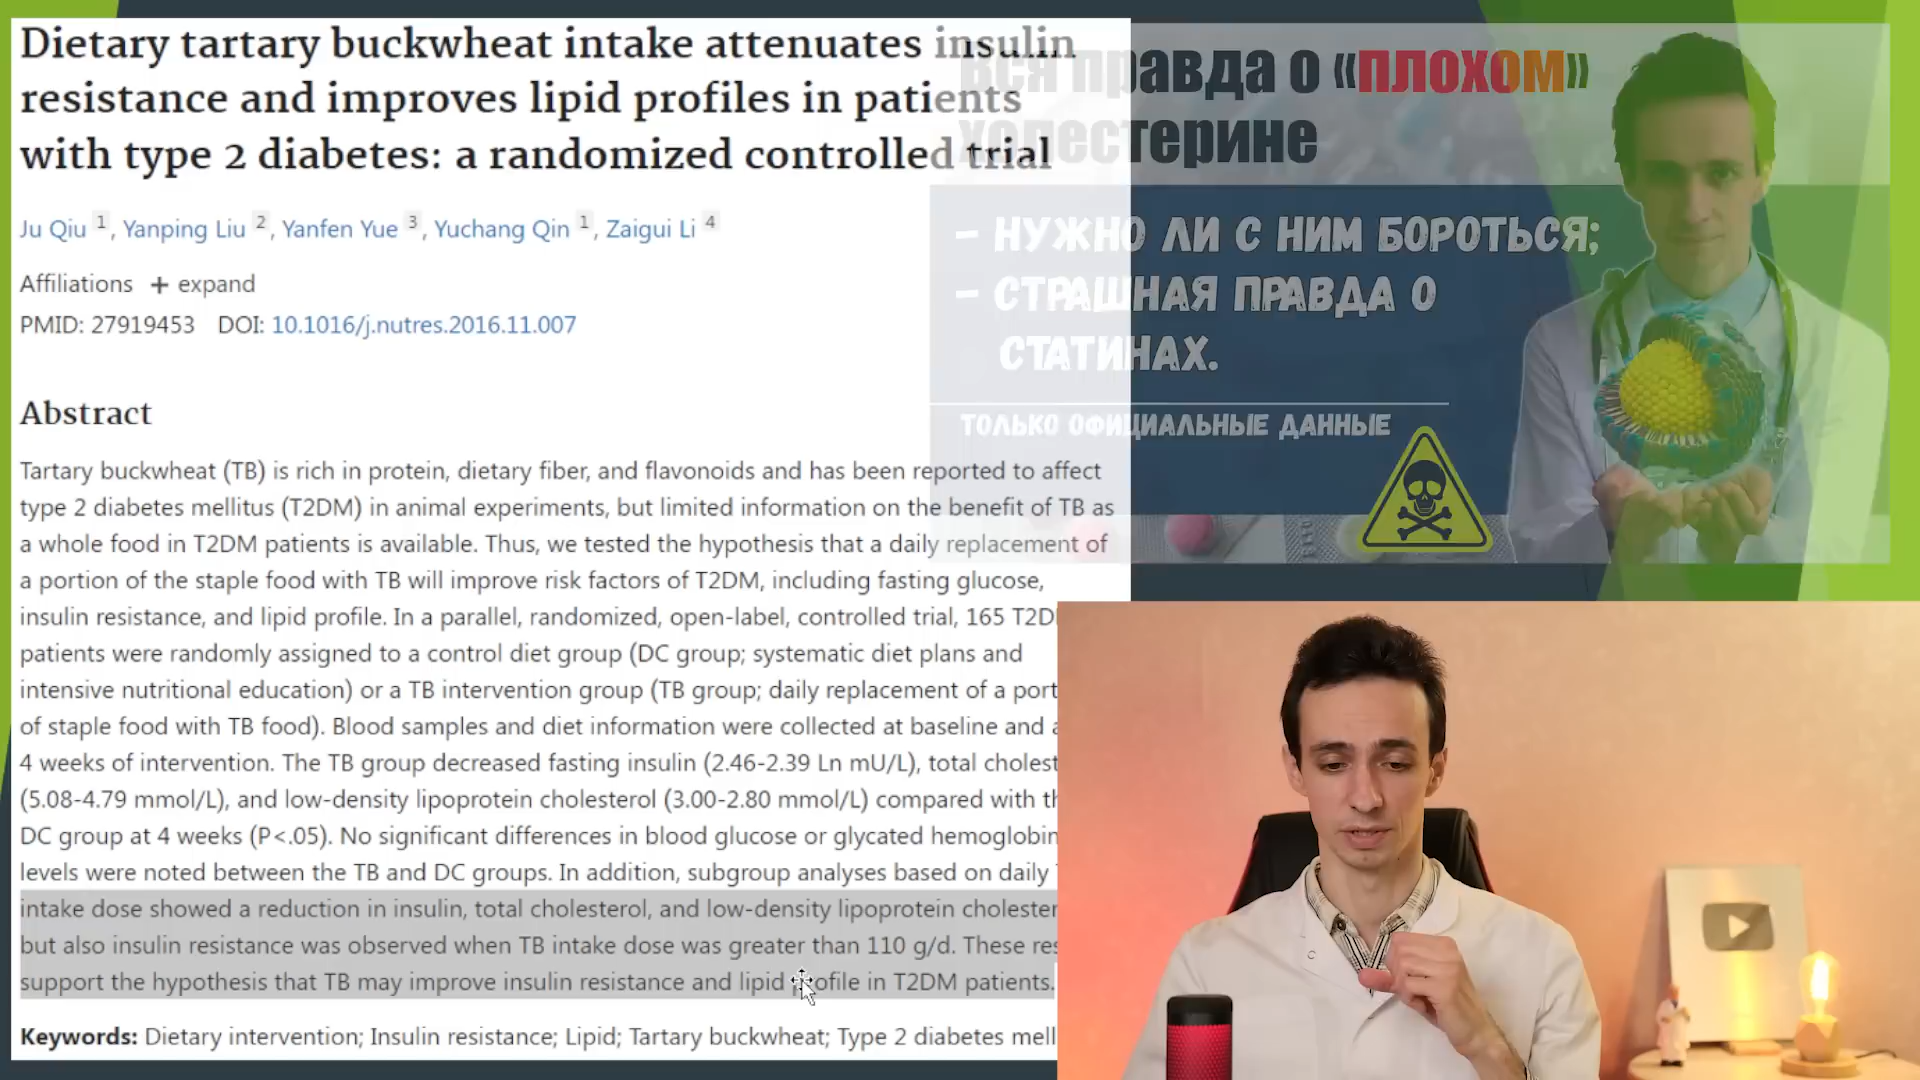 Dietary tartary buckwheat intake attenuates insulin
resistance and improves lipid profiles in patients
with type 2 diabetes: a randomized controlled trial
Ju Qiu 1, Yanping Liu 2, Yanfen Yue 3, Yuchang Qin 1, Zaigui Li 4
Affiliations + expand
PMID: 27919453 DOI: 10.1016/j.nutres.2016.11.007
Abstract
Tartary buckwheat (TB) is rich in protein, dietary fiber, and flavonoids and has been reported to affect
type 2 diabetes mellitus (T2DM) in animal experiments, but limited information on the benefit of TB as
a whole food in T2DM patients is available. Thus, we tested the hypothesis that a daily replacement of
a portion of the staple food with TB will improve risk factors of T2DM, including fasting glucose,
insulin resistance, and lipid profile. In a parallel, randomized, open-label, controlled trial, 165
patients were randomly assigned to a control diet group (DC group; systematic diet plans and
intensive nutritional education) or a TB intervention group (TB group; daily replacement of a
of staple food with TB food). Blood samples and diet information were collected at baseline and
4 weeks of intervention. The TB group decreased fasting insulin (2.46-2.39 Ln mU/L), total
(5.08-4.79 mmol/L), and low-density lipoprotein cholesterol (3.00-2.80 mmol/L) compared with
DC group at 4 weeks (P<.05). No significant differences in blood glucose or glycated hemoglobin
levels were noted between the TB and DC groups. In addition, subgroup analyses based on daily
intake dose showed a reduction in insulin, total cholesterol, and low-density lipoprotein
but also insulin resistance was observed when TB intake dose was greater than 110 g/d. These
support the hypothesis that TB may improve insulin resistance and lipid profile in T2DM patients.
Keywords: Dietary intervention; Insulin resistance; Lipid; Tartary buckwheat; Type 2 diabetes
Вся правда о «плохом»
холестерине
– НУЖНО ЛИ С НИМ БОРОТЬСЯ;
– СТРАШНАЯ ПРАВДА О
СТАТИНАХ.
ТОЛЬКО ОФИЦИАЛЬНЫЕ ДАННЫЕ